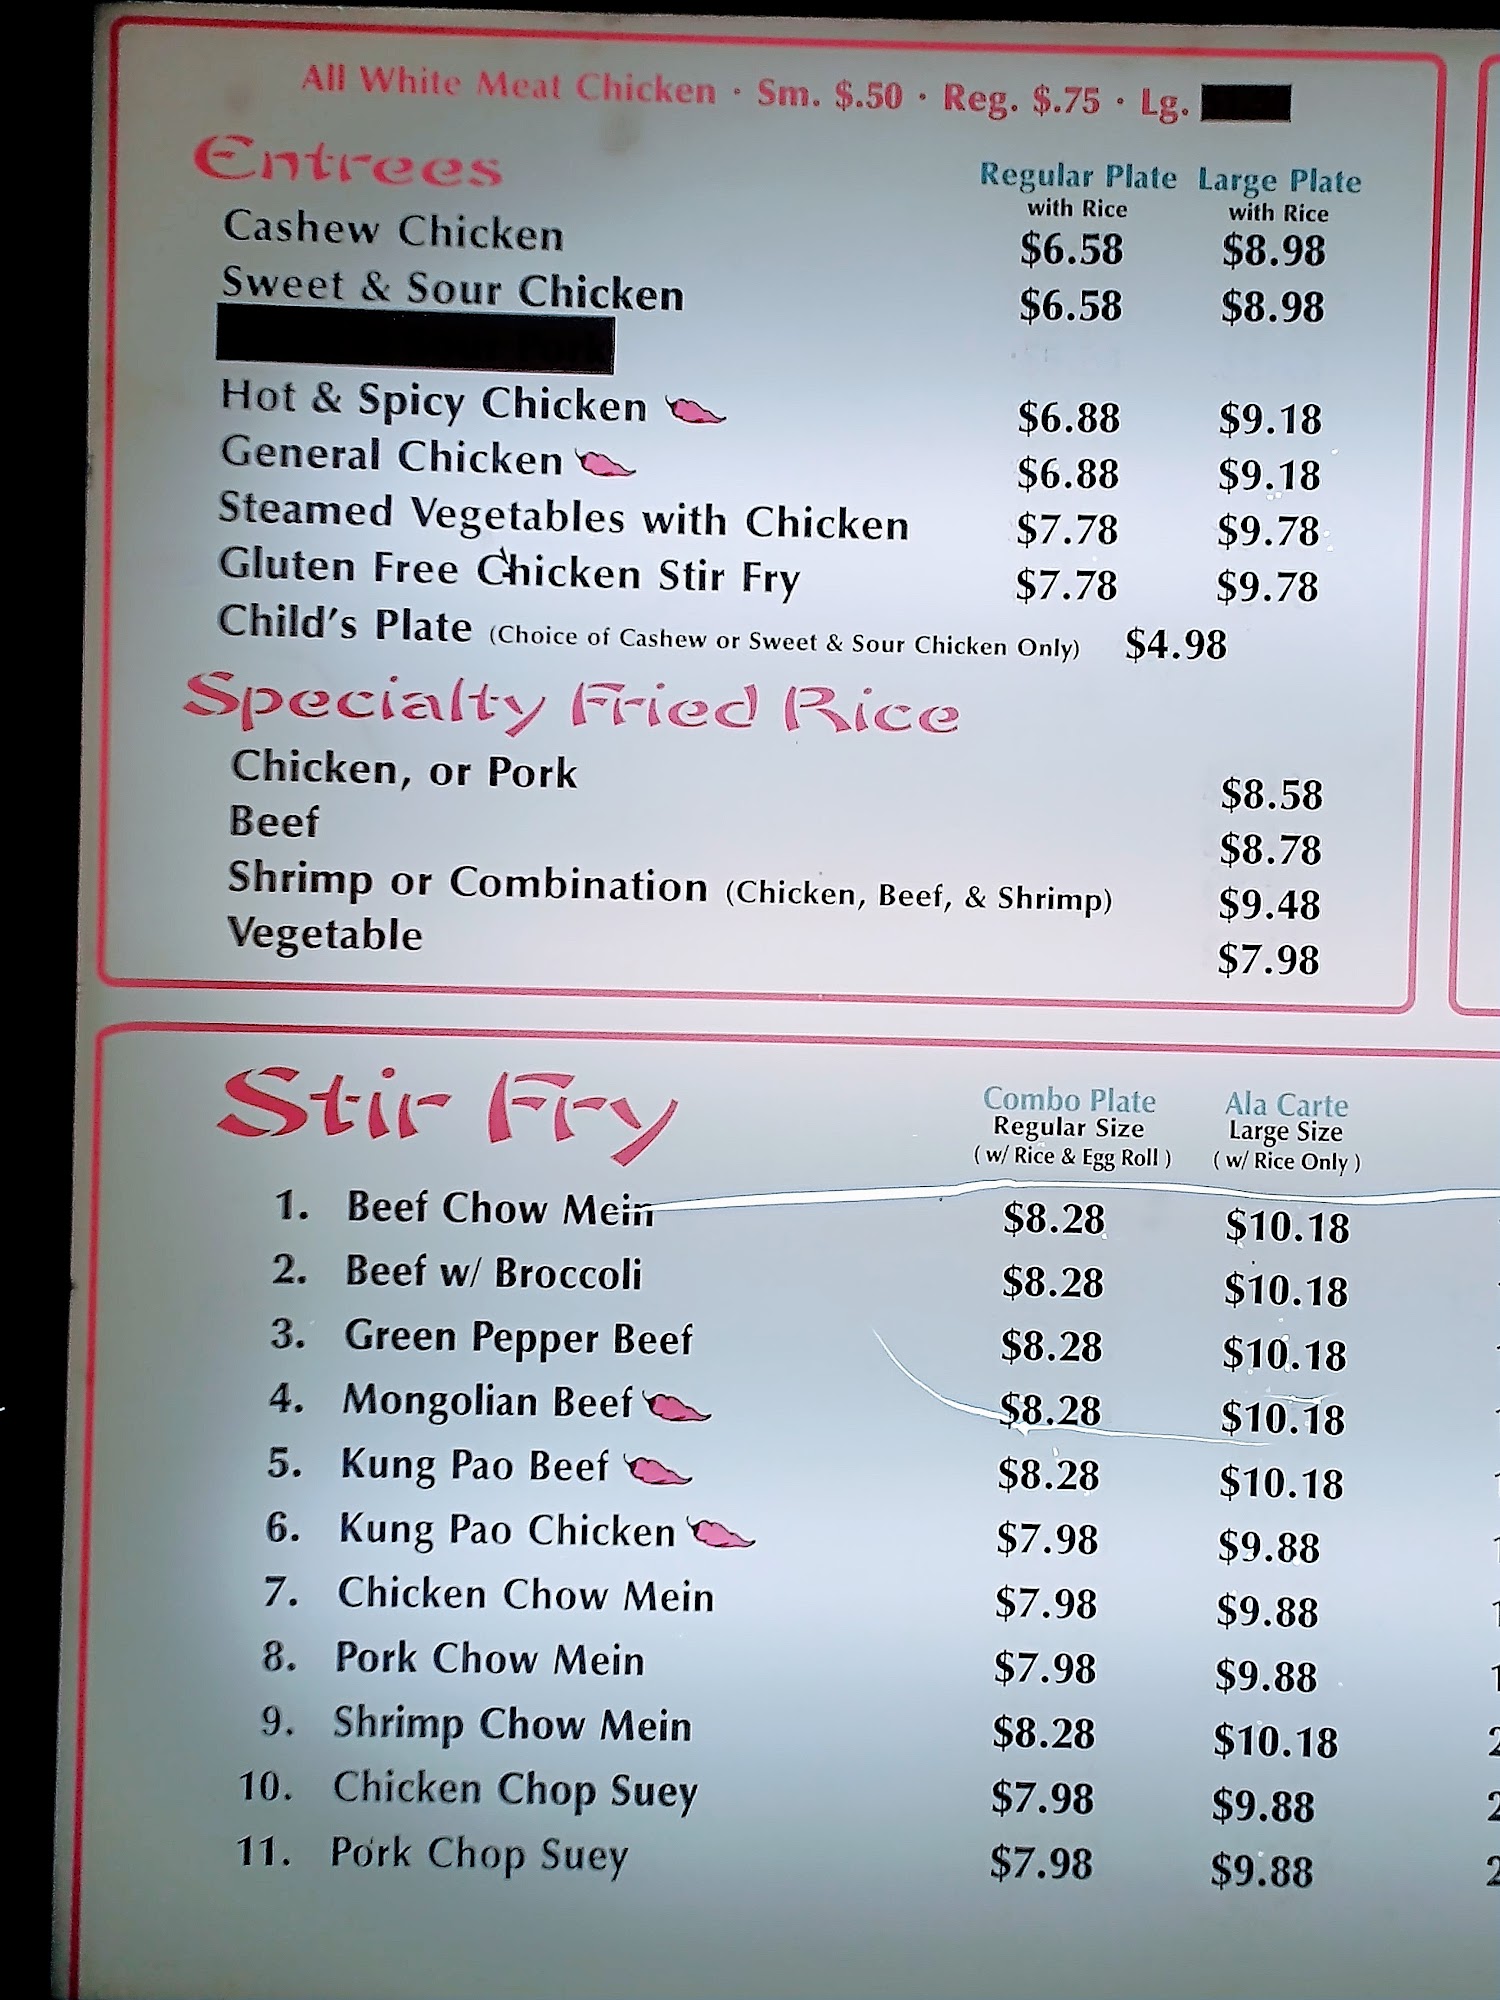 All White Meat Chicken · Sm. $.50 · Reg. $.75 · Lg.
Entrees
Regular Plate Large Plate
with Rice with Rice
Cashew Chicken $6.58 $8.98
Sweet & Sour Chicken $6.58 $8.98
Hot & Spicy Chicken $6.88 $9.18
General Chicken $6.88 $9.18
Steamed Vegetables with Chicken $7.78 $9.78
Gluten Free Chicken Stir Fry $7.78 $9.78
Child's Plate (Choice of Cashew or Sweet & Sour Chicken Only) $4.98
Specialty Fried Rice
Chicken, or Pork $8.58
Beef $8.78
Shrimp or Combination (Chicken, Beef, & Shrimp) $9.48
Vegetable $7.98
Stir Fry
Combo Plate Ala Carte
Regular Size Large Size
( w/ Rice & Egg Roll ) ( w/ Rice Only )
1. Beef Chow Mein $8.28 $10.18
2. Beef w/ Broccoli $8.28 $10.18
3. Green Pepper Beef $8.28 $10.18
4. Mongolian Beef $8.28 $10.18
5. Kung Pao Beef $8.28 $10.18
6. Kung Pao Chicken $7.98 $9.88
7. Chicken Chow Mein $7.98 $9.88
8. Pork Chow Mein $7.98 $9.88
9. Shrimp Chow Mein $8.28 $10.18
10. Chicken Chop Suey $7.98 $9.88
11. Pork Chop Suey $7.98 $9.88